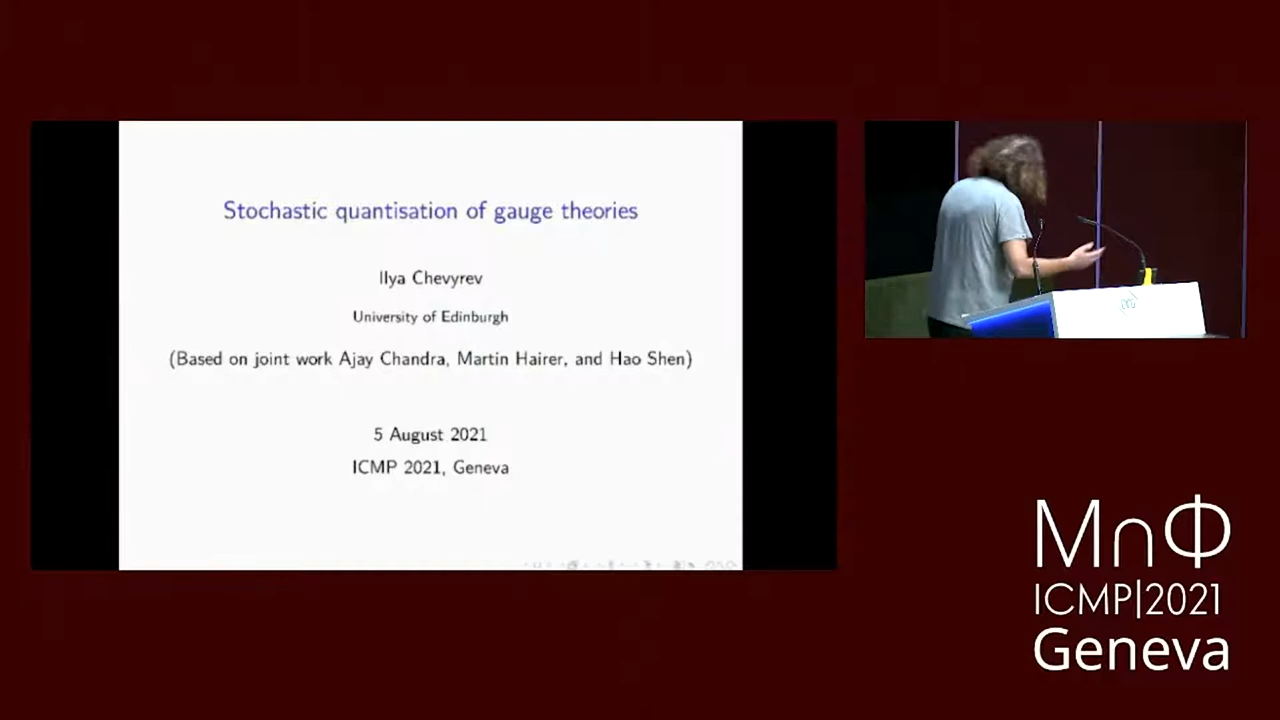 Stochastic quantisation of gauge theories
Ilya Chevyrev
University of Edinburgh
(Based on joint work Ajay Chandra, Martin Hairer, and Hao Shen)
5 August 2021
ICMP 2021, Geneva
M∩Φ
ICMP|2021
Geneva